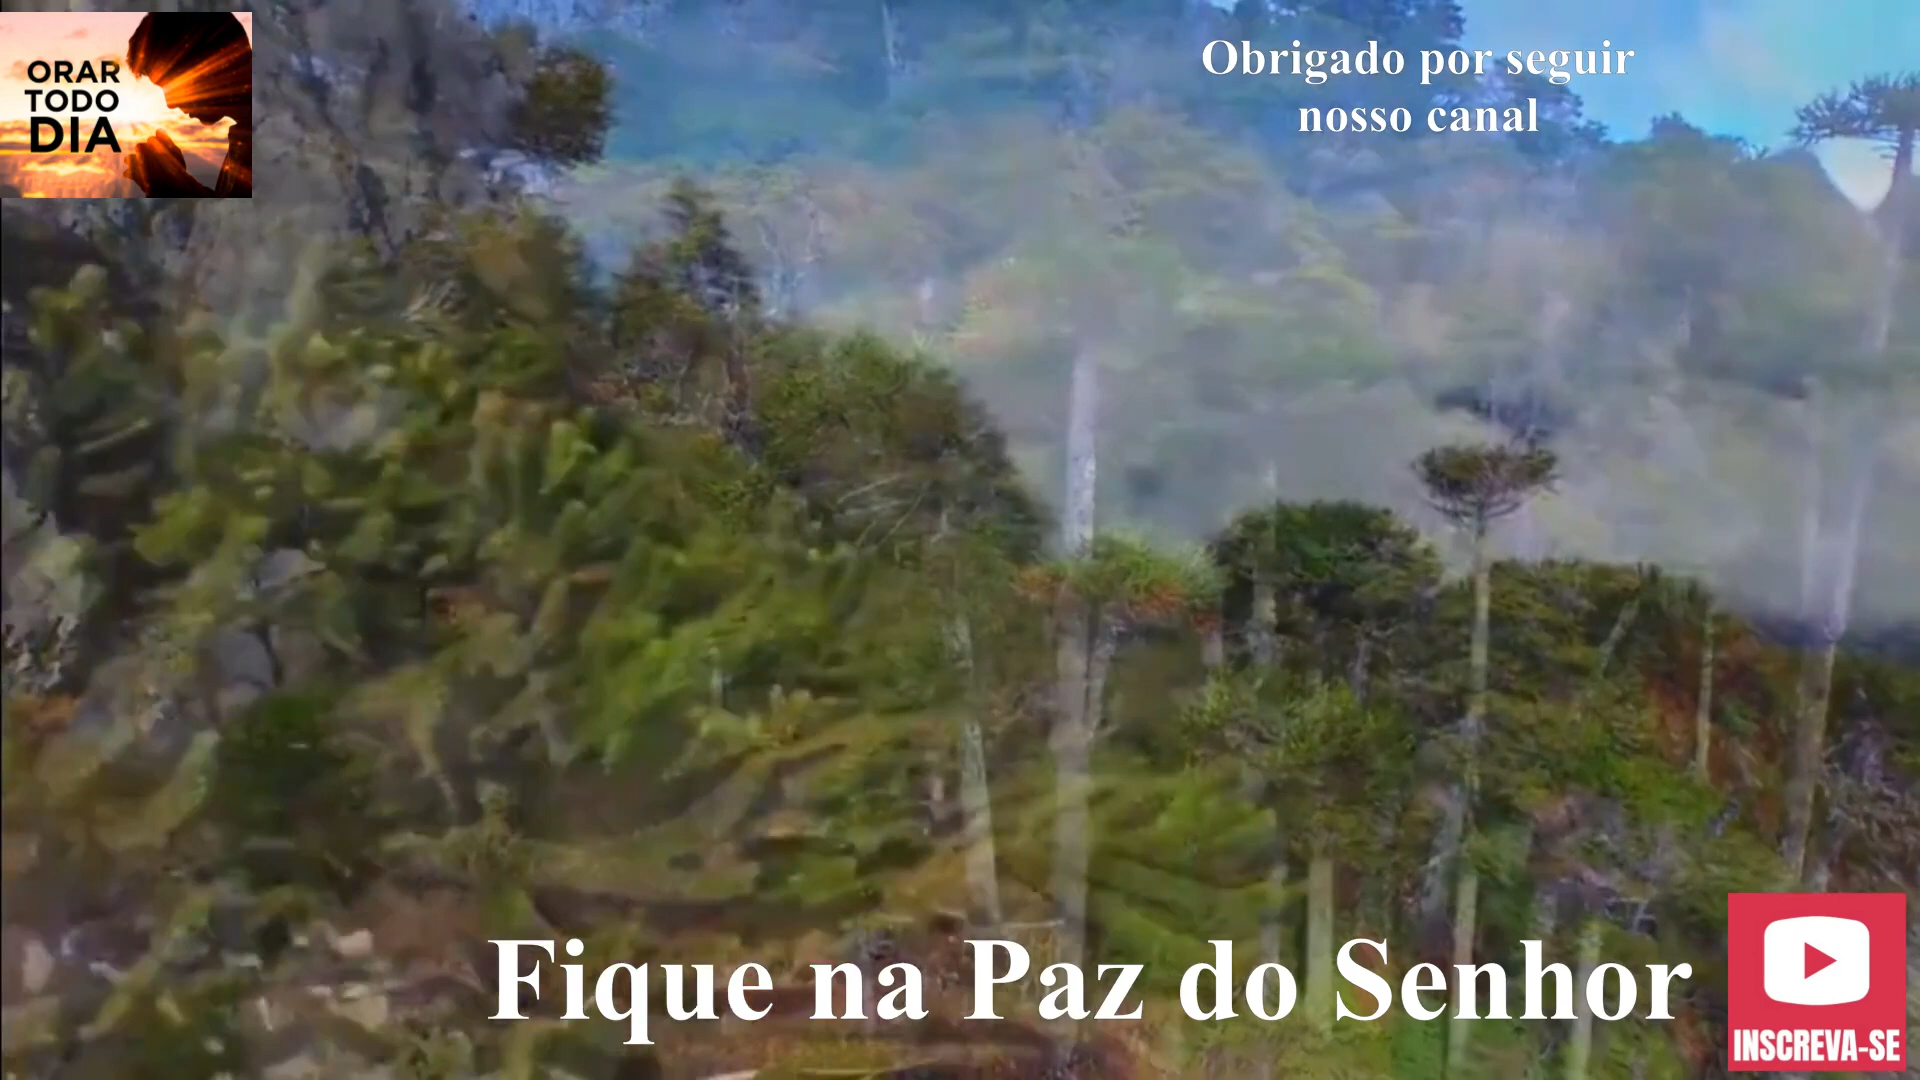 ORAR
TODO
DIA
Obrigado por seguir
nosso canal
Fique na Paz do Senhor
INSCREVA-SE